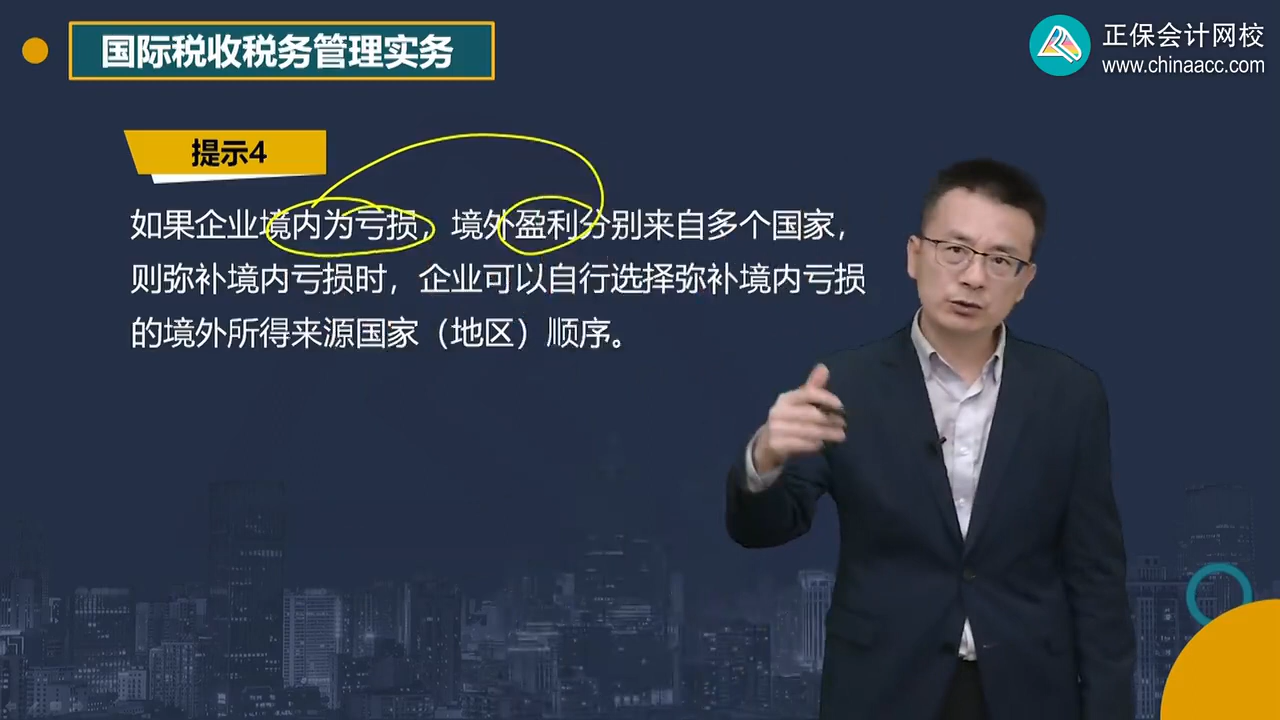 国际税收税务管理实务
正保会计网校
www.chinaacc.com
提示4
如果企业境内为亏损，境外盈利分别来自多个国家，
则弥补境内亏损时，企业可以自行选择弥补境内亏损
的境外所得来源国家（地区）顺序。